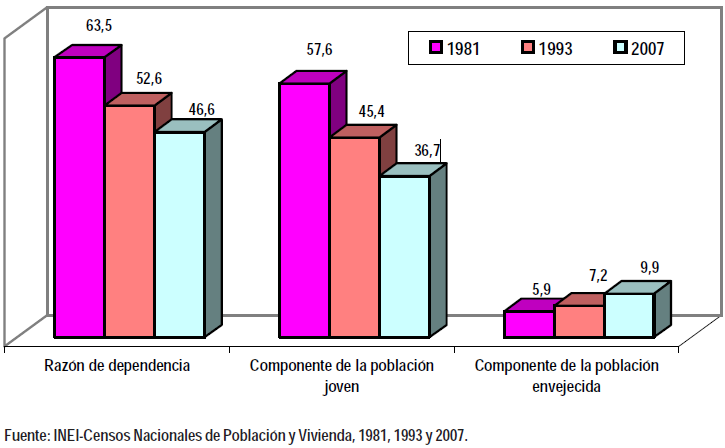 63,5
52,6
46,6
57,6
45,4
36,7
5,9
7,2
9,9
1981 1993 2007
Razón de dependencia
Componente de la población
joven
Componente de la población
envejecida
Fuente: INEI-Censos Nacionales de Población y Vivienda, 1981, 1993 y 2007.